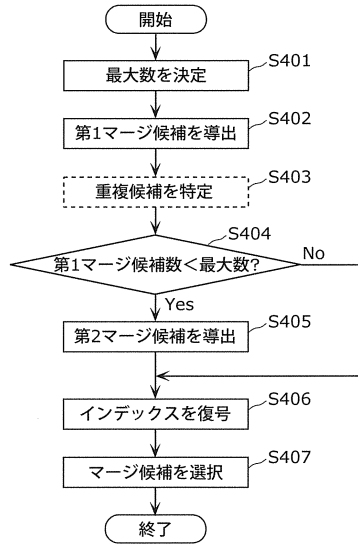 開始
最大数を決定 S401
第1マージ候補を導出 S402
重複候補を特定 S403
S404
第1マージ候補数<最大数? No
Yes
第2マージ候補を導出 S405
インデックスを復号 S406
マージ候補を選択 S407
終了